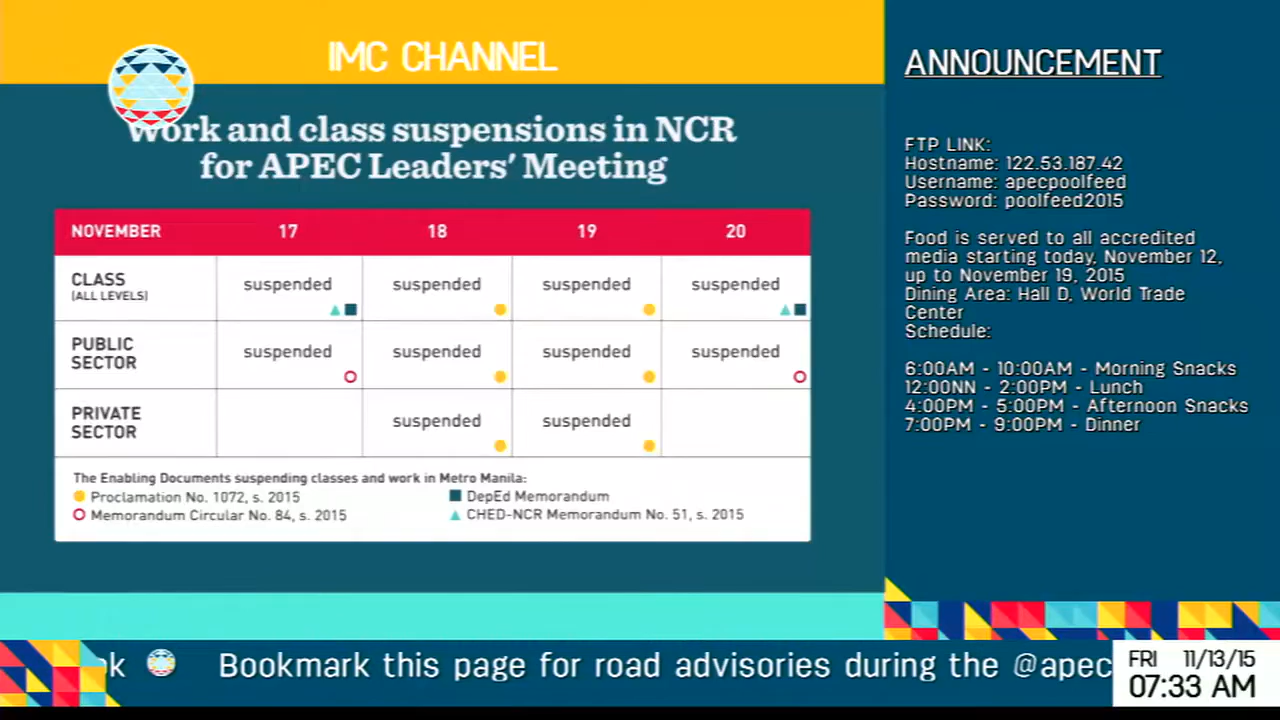 IMC CHANNEL
Work and class suspensions in NCR
for APEC Leaders' Meeting
NOVEMBER 17 18 19 20
CLASS
(ALL LEVELS)
suspended suspended suspended suspended
PUBLIC
SECTOR
suspended suspended suspended suspended
PRIVATE
SECTOR
suspended suspended
The Enabling Documents suspending classes and work in Metro Manila:
Proclamation No. 1072, s. 2015
DepEd Memorandum
Memorandum Circular No. 84, s. 2015
CHED-NCR Memorandum No. 51, s. 2015
ANNOUNCEMENT
FTP LINK:
Hostname: 122.53.187.42
Username: apecpoolfeed
Password: poolfeed2015
Food is served to all accredited
media starting today, November 12,
up to November 19, 2015
Dining Area: Hall D, World Trade
Center
Schedule:
6:00AM - 10:00AM - Morning Snacks
12:00NN - 2:00PM - Lunch
4:00PM - 5:00PM - Afternoon Snacks
7:00PM - 9:00PM - Dinner
Bookmark this page for road advisories during the @apec
FRI 11/13/15
07:33 AM